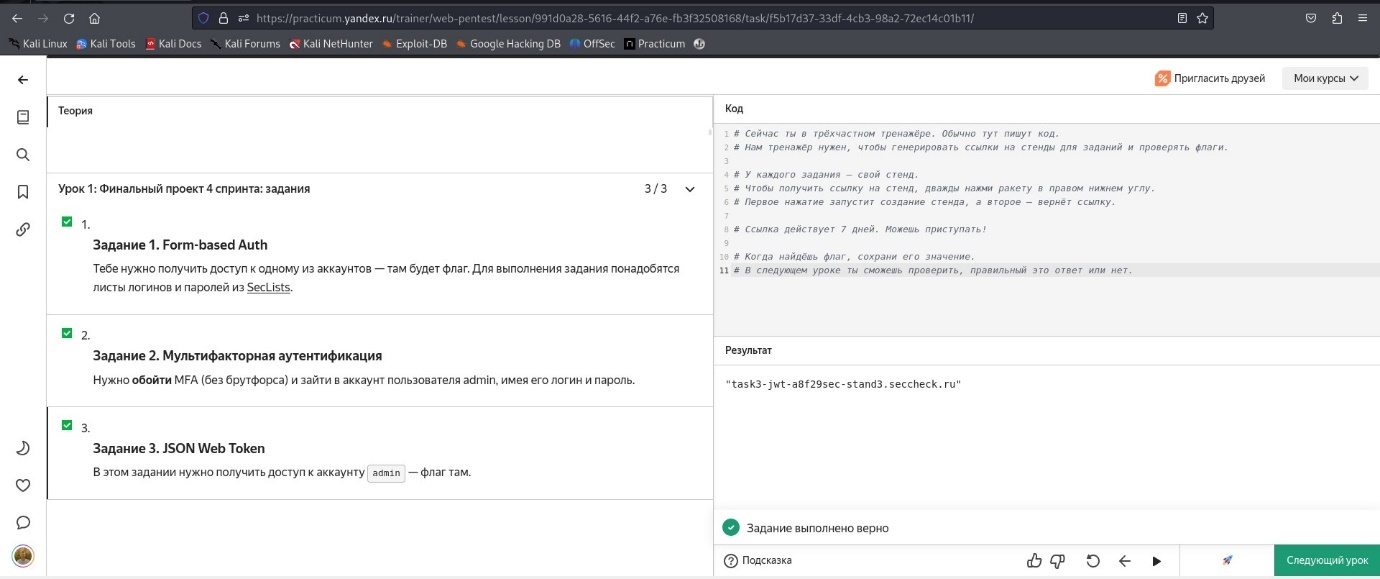 https://practicum.yandex.ru/trainer/web-pentest/lesson/991d0a28-5616-44f2-a76e-fb3f32508168/task/f5b17d37-33df-4cb3-98a2-72ec14c01b11/
Kali Linux Kali Tools Kali Docs Kali Forums Kali NetHunter Exploit-DB Google Hacking DB OffSec Practicum
Пригласить друзей Мои курсы
Теория
Урок 1: Финальный проект 4 спринта: задания 3 / 3
1.
Задание 1. Form-based Auth
Тебе нужно получить доступ к одному из аккаунтов — там будет флаг. Для выполнения задания понадобятся
листы логинов и паролей из SecLists.
2.
Задание 2. Мультифакторная аутентификация
Нужно обойти MFA (без брутфорса) и зайти в аккаунт пользователя admin, имея его логин и пароль.
3.
Задание 3. JSON Web Token
В этом задании нужно получить доступ к аккаунту admin — флаг там.
Код
1 # Сейчас ты в трёхчастном тренажёре. Обычно тут пишут код.
2 # Нам тренажёр нужен, чтобы генерировать ссылки на стенды для заданий и проверять флаги.
3
4 # У каждого задания — свой стенд.
5 # Чтобы получить ссылку на стенд, дважды нажми ракету в правом нижнем углу.
6 # Первое нажатие запустит создание стенда, а второе — вернёт ссылку.
7
8 # Ссылка действует 7 дней. Можешь приступать!
9
10 # Когда найдёшь флаг, сохрани его значение.
11 # В следующем уроке ты сможешь проверить, правильный это ответ или нет.
Результат
"task3-jwt-a8f29sec-stand3.seccheck.ru"
Задание выполнено верно
Подсказка
Следующий урок